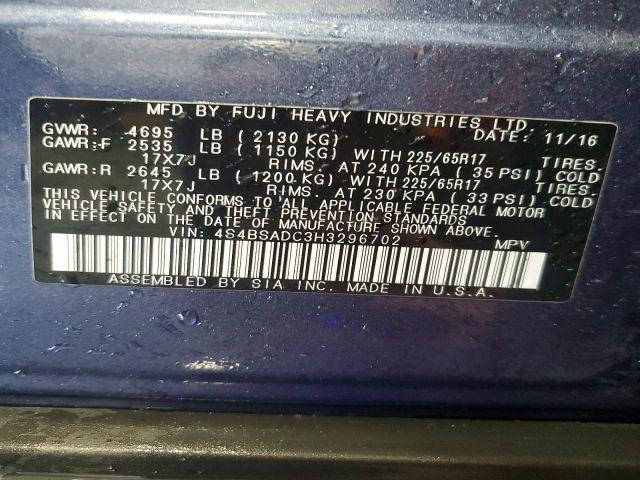 MFD BY FUJI HEAVY INDUSTRIES LTD.
GVWR: 4695 LB ( 2130 KG) DATE: 11/16
GAWR:F 2535 LB ( 1150 KG) WITH 225/65R17 TIRES.
17X7J RIMS AT 240 KPA ( 35 PSI) COLD
GAWR:R 2645 LB ( 1200 KG) WITH 225/65R17 TIRES.
17X7J RIMS AT 230 KPA ( 33 PSI) COLD
THIS VEHICLE CONFORMS TO ALL APPLICABLE FEDERAL MOTOR
VEHICLE SAFETY AND THEFT PREVENTION STANDARDS
IN EFFECT ON THE DATE OF MANUFACTURE SHOWN ABOVE.
VIN: 4S4BSADC3H3296702 MPV
ASSEMBLED BY SIA INC. MADE IN U.S.A.